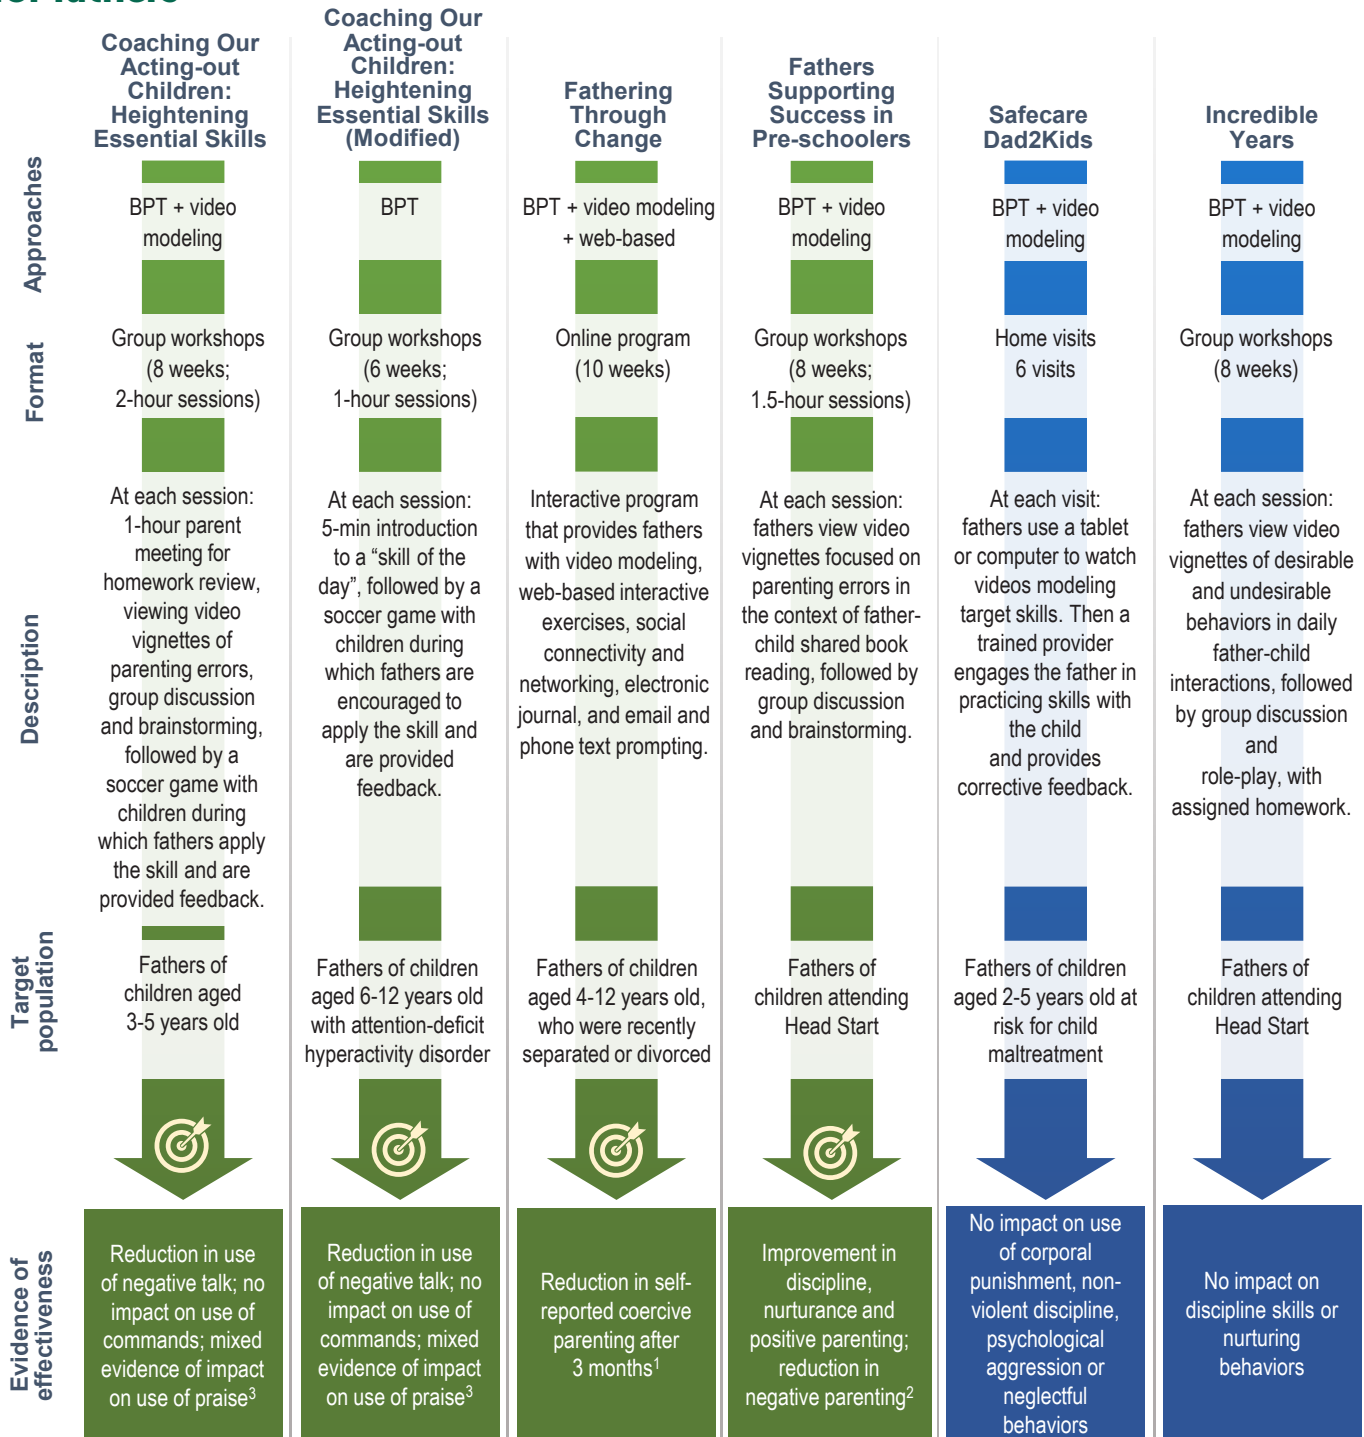 for fathers
Coaching Our
Acting-out
Children:
Heightening
Essential Skills
Coaching Our
Acting-out
Children:
Heightening
Essential Skills
(Modified)
Fathering
Through
Change
Fathers
Supporting
Success in
Pre-schoolers
Safecare
Dad2Kids
Incredible
Years
Approaches
BPT + video
modeling
BPT
BPT + video modeling
+ web-based
BPT + video
modeling
BPT + video
modeling
BPT + video
modeling
Format
Group workshops
(8 weeks;
2-hour sessions)
Group workshops
(6 weeks;
1-hour sessions)
Online program
(10 weeks)
Group workshops
(8 weeks;
1.5-hour sessions)
Home visits
6 visits
Group workshops
(8 weeks)
Description
At each session:
1-hour parent
meeting for
homework review,
viewing video
vignettes of
parenting errors,
group discussion
and brainstorming,
followed by a
soccer game with
children during
which fathers apply
the skill and are
provided feedback.
At each session:
5-min introduction
to a “skill of the
day”, followed by a
soccer game with
children during
which fathers are
encouraged to
apply the skill and
are provided
feedback.
Interactive program
that provides fathers
with video modeling,
web-based interactive
exercises, social
connectivity and
networking, electronic
journal, and email and
phone text prompting.
At each session:
fathers view video
vignettes focused on
parenting errors in
the context of father-
child shared book
reading, followed by
group discussion
and brainstorming.
At each visit:
fathers use a tablet
or computer to watch
videos modeling
target skills. Then a
trained provider
engages the father in
practicing skills with
the child
and provides
corrective feedback.
At each session:
fathers view video
vignettes of desirable
and undesirable
behaviors in daily
father-child
interactions, followed
by group discussion
and
role-play, with
assigned homework.
Target
population
Fathers of
children aged
3-5 years old
Fathers of children
aged 6-12 years old
with attention-deficit
hyperactivity disorder
Fathers of children
aged 4-12 years old,
who were recently
separated or divorced
Fathers of
children attending
Head Start
Fathers of children
aged 2-5 years old at
risk for child
maltreatment
Fathers of
children attending
Head Start
Evidence of
effectiveness
Reduction in use
of negative talk; no
impact on use of
commands; mixed
evidence of impact
on use of praise3
Reduction in use
of negative talk; no
impact on use of
commands; mixed
evidence of impact
on use of praise3
Reduction in self-
reported coercive
parenting after
3 months1
Improvement in
discipline,
nurturance and
positive parenting;
reduction in
negative parenting2
No impact on use
of corporal
punishment, non-
violent discipline,
psychological
aggression or
neglectful
behaviors
No impact on
discipline skills or
nurturing
behaviors